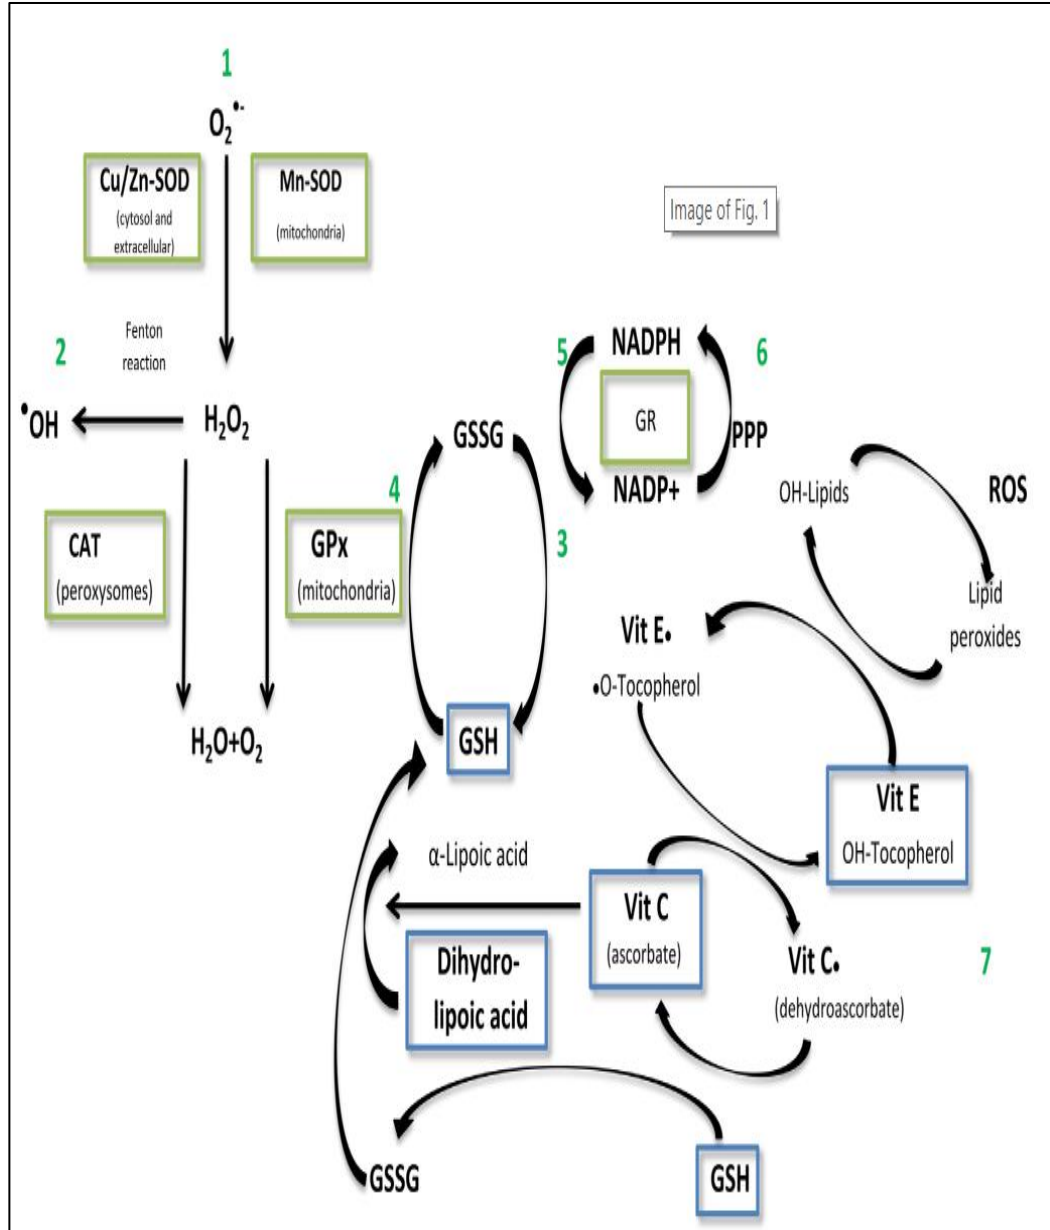 1
O₂•-
Cu/Zn-SOD
(cytosol and
extracellular)
Mn-SOD
(mitochondria)
Image of Fig. 1
2
Fenton
reaction
•OH
H₂O₂
5
NADPH
6
GR
PPP
NADP+
GSSG
4
3
OH-Lipids
ROS
Lipid
peroxides
CAT
(peroxysomes)
GPx
(mitochondria)
Vit E•
•O-Tocopherol
H₂O+O₂
GSH
Vit E
OH-Tocopherol
α-Lipoic acid
Vit C
(ascorbate)
Dihydro-
lipoic acid
Vit C•
(dehydroascorbate)
7
GSSG
GSH